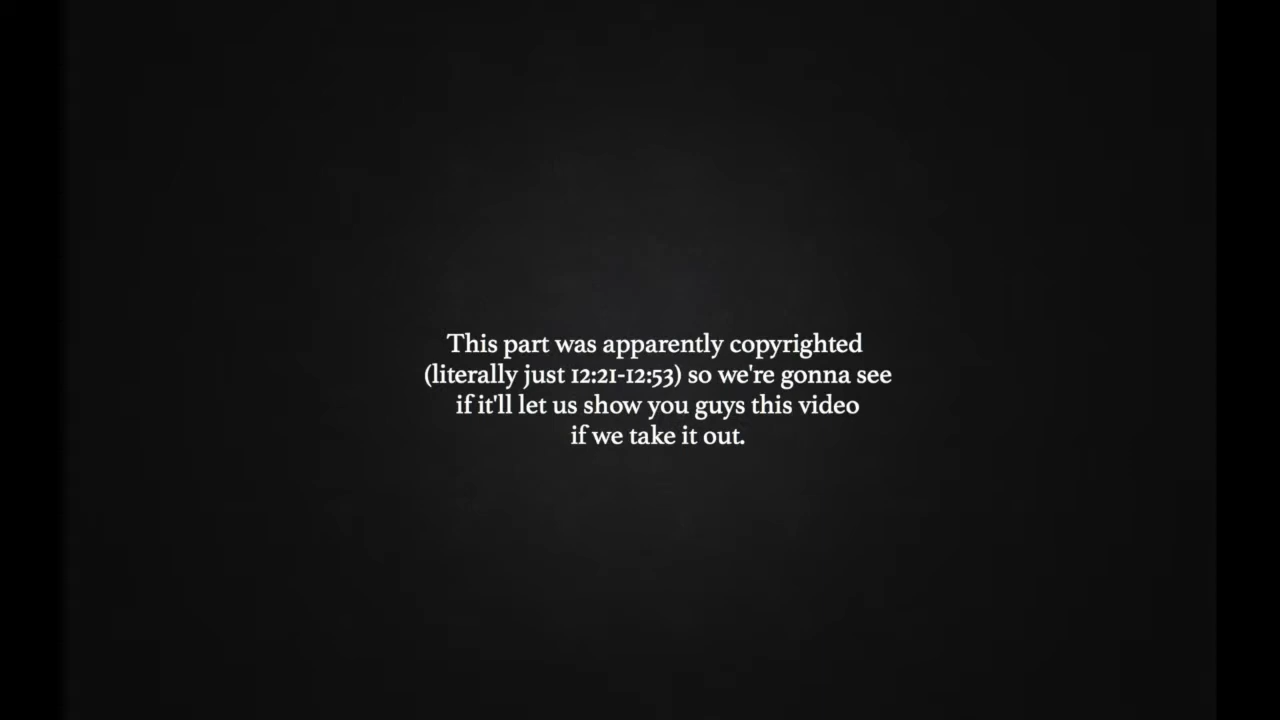 This part was apparently copyrighted
(literally just 12:21-12:53) so we're gonna see
if it'll let us show you guys this video
if we take it out.